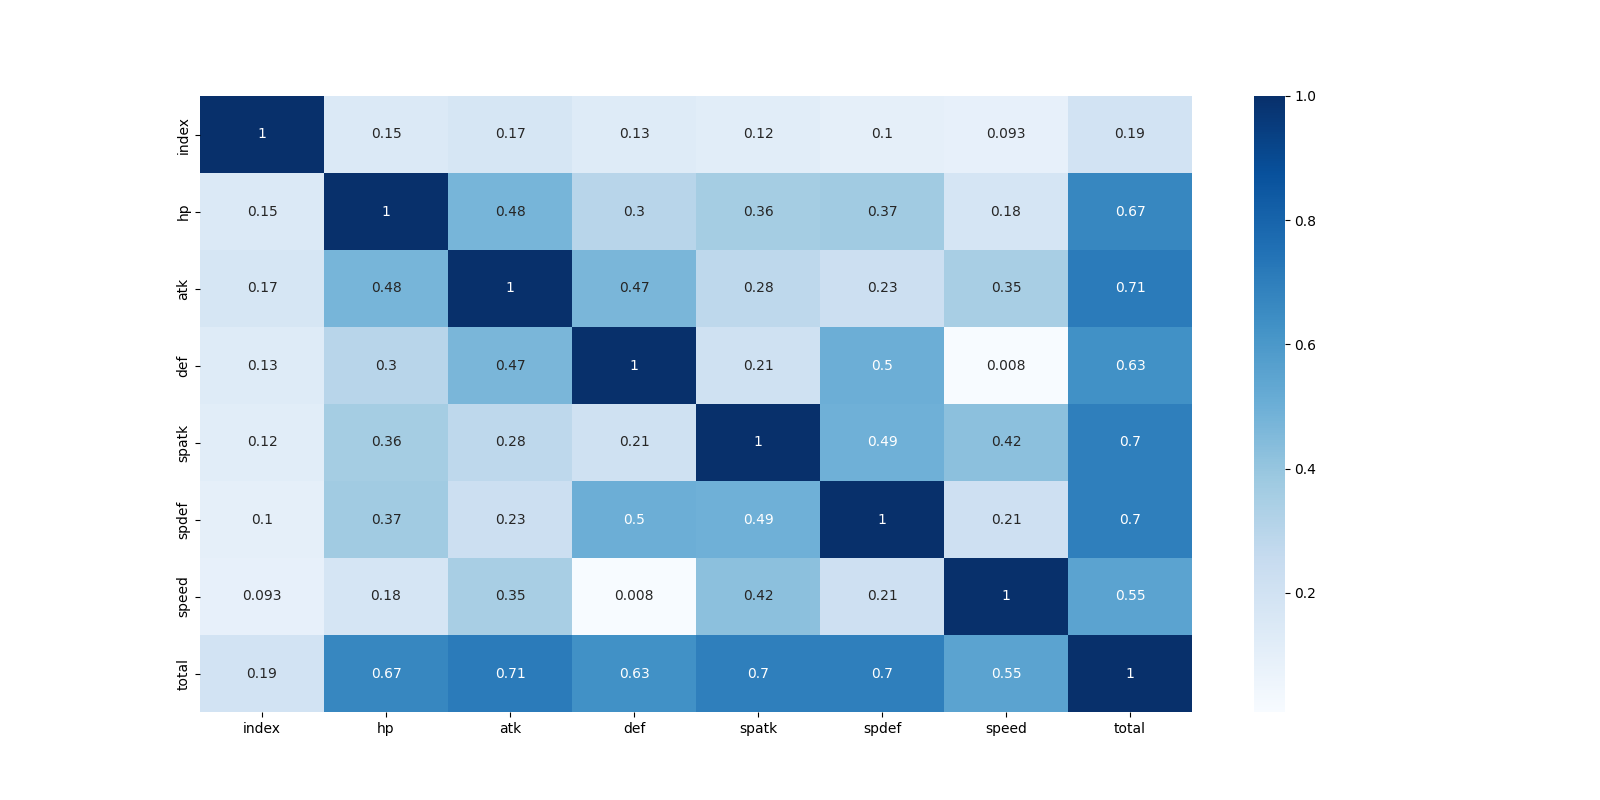 index 1 0.15 0.17 0.13 0.12 0.1 0.093 0.19
hp 0.15 1 0.48 0.3 0.36 0.37 0.18 0.67
atk 0.17 0.48 1 0.47 0.28 0.23 0.35 0.71
def 0.13 0.3 0.47 1 0.21 0.5 0.008 0.63
spatk 0.12 0.36 0.28 0.21 1 0.49 0.42 0.7
spdef 0.1 0.37 0.23 0.5 0.49 1 0.21 0.7
speed 0.093 0.18 0.35 0.008 0.42 0.21 1 0.55
total 0.19 0.67 0.71 0.63 0.7 0.7 0.55 1
index hp atk def spatk spdef speed total
1.0
0.8
0.6
0.4
0.2